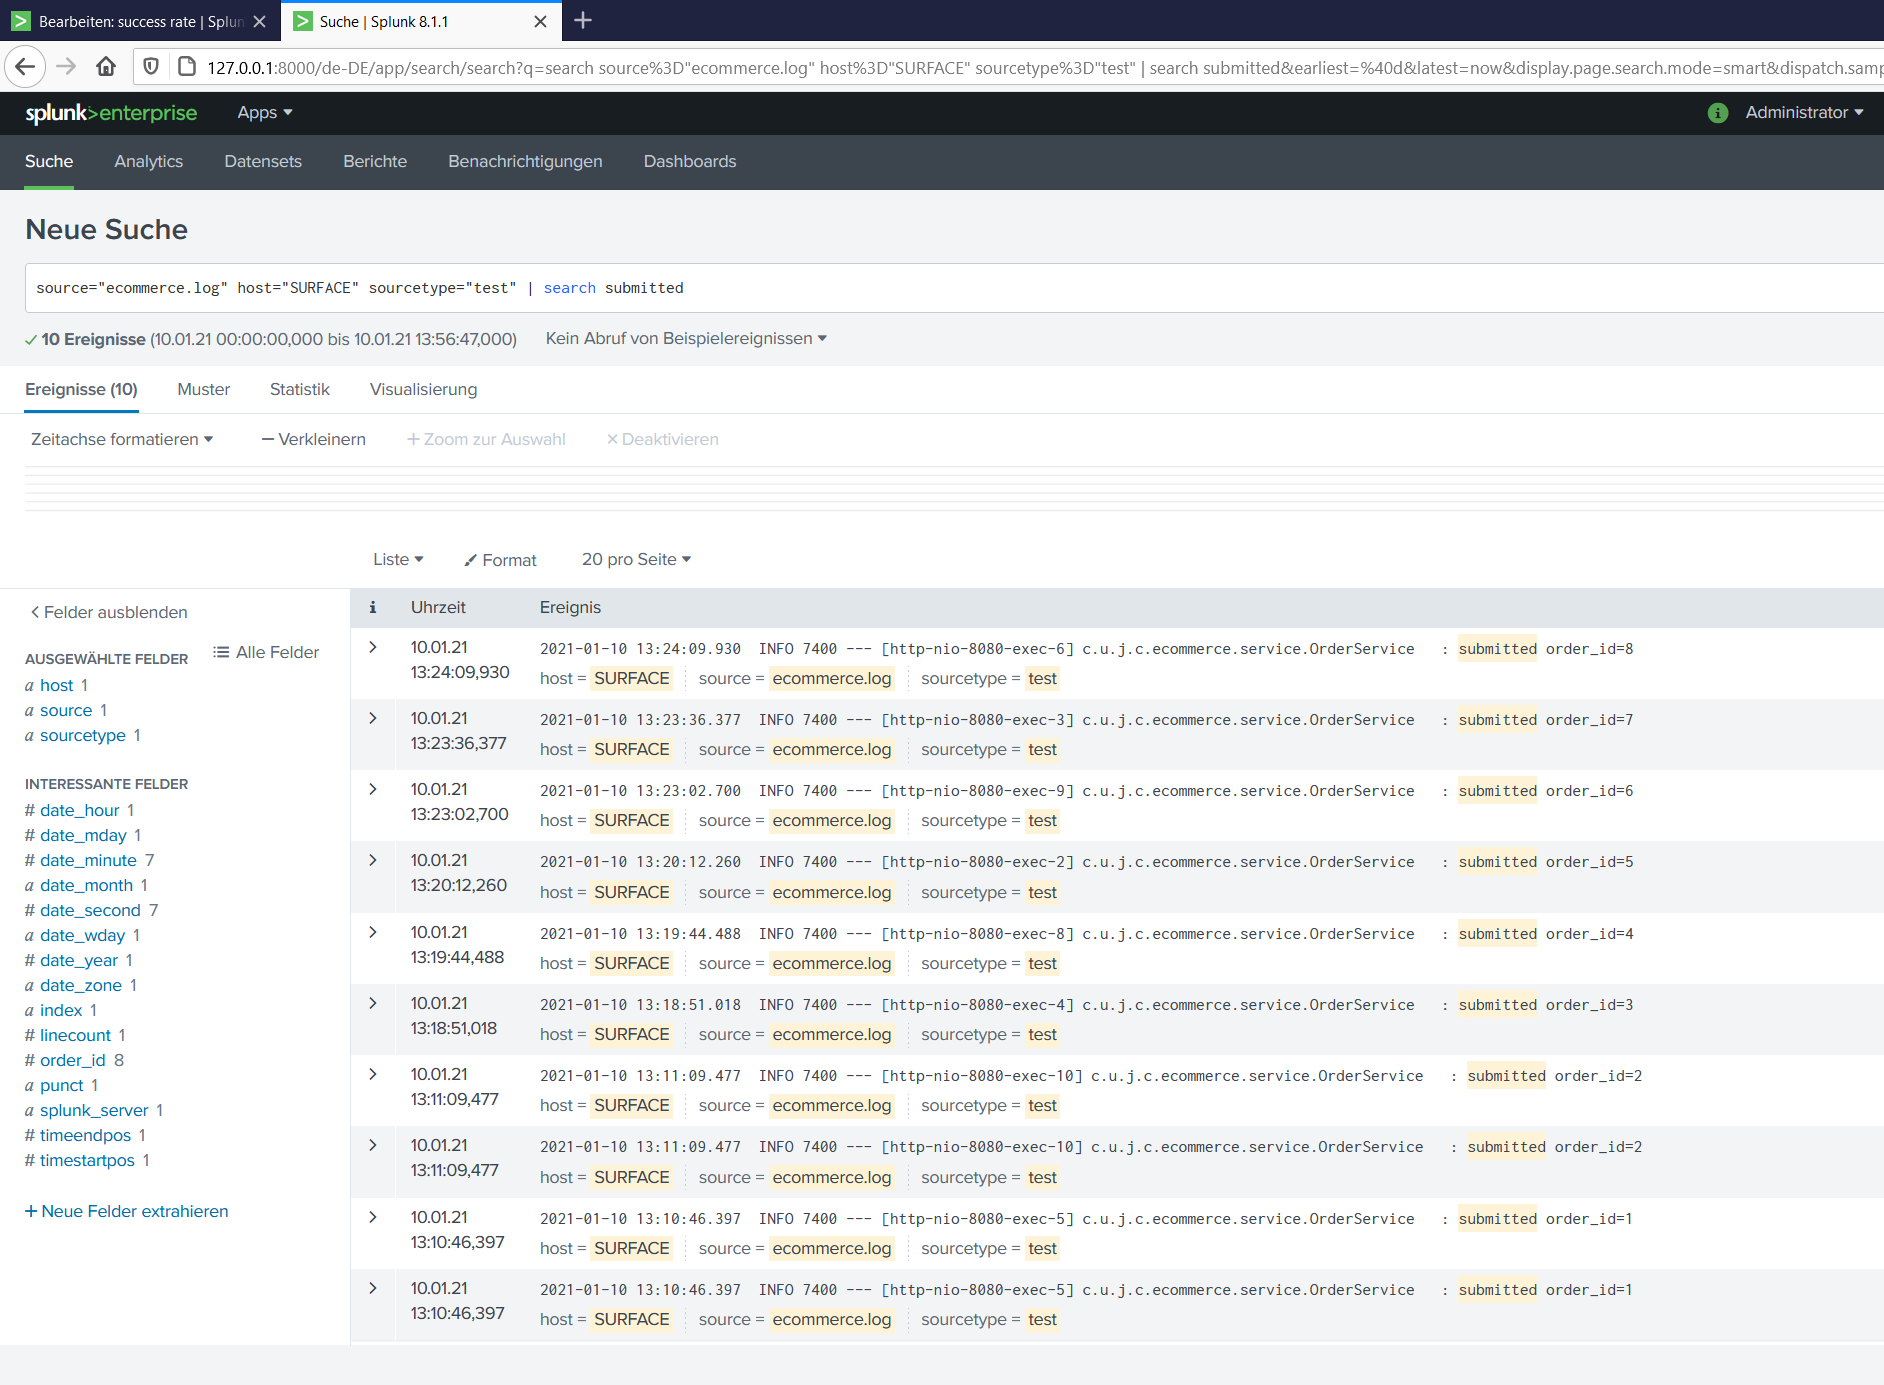 Bearbeiten: success rate | Splun
Suche | Splunk 8.1.1
127.0.0.1:8000/de-DE/app/search/search?q=search source%3D"ecommerce.log" host%3D"SURFACE" sourcetype%3D"test" | search submitted&earliest=%40d&latest=now&display.page.search.mode=smart&dispatch.samp
splunk>enterprise Apps Administrator
Suche Analytics Datensets Berichte Benachrichtigungen Dashboards
Neue Suche
source="ecommerce.log" host="SURFACE" sourcetype="test" | search submitted
10 Ereignisse (10.01.21 00:00:00,000 bis 10.01.21 13:56:47,000) Kein Abruf von Beispielereignissen
Ereignisse (10) Muster Statistik Visualisierung
Zeitachse formatieren — Verkleinern + Zoom zur Auswahl × Deaktivieren
Liste Format 20 pro Seite
< Felder ausblenden
AUSGEWÄHLTE FELDER Alle Felder
a host 1
a source 1
a sourcetype 1
INTERESSANTE FELDER
# date_hour 1
# date_mday 1
# date_minute 7
a date_month 1
# date_second 7
a date_wday 1
# date_year 1
a date_zone 1
a index 1
# linecount 1
# order_id 8
a punct 1
a splunk_server 1
# timeendpos 1
# timestartpos 1
+ Neue Felder extrahieren
i Uhrzeit Ereignis
> 10.01.21 2021-01-10 13:24:09.930 INFO 7400 --- [http-nio-8080-exec-6] c.u.j.c.ecommerce.service.OrderService : submitted order_id=8
13:24:09,930 host = SURFACE source = ecommerce.log sourcetype = test
> 10.01.21 2021-01-10 13:23:36.377 INFO 7400 --- [http-nio-8080-exec-3] c.u.j.c.ecommerce.service.OrderService : submitted order_id=7
13:23:36,377 host = SURFACE source = ecommerce.log sourcetype = test
> 10.01.21 2021-01-10 13:23:02.700 INFO 7400 --- [http-nio-8080-exec-9] c.u.j.c.ecommerce.service.OrderService : submitted order_id=6
13:23:02,700 host = SURFACE source = ecommerce.log sourcetype = test
> 10.01.21 2021-01-10 13:20:12.260 INFO 7400 --- [http-nio-8080-exec-2] c.u.j.c.ecommerce.service.OrderService : submitted order_id=5
13:20:12,260 host = SURFACE source = ecommerce.log sourcetype = test
> 10.01.21 2021-01-10 13:19:44.488 INFO 7400 --- [http-nio-8080-exec-8] c.u.j.c.ecommerce.service.OrderService : submitted order_id=4
13:19:44,488 host = SURFACE source = ecommerce.log sourcetype = test
> 10.01.21 2021-01-10 13:18:51.018 INFO 7400 --- [http-nio-8080-exec-4] c.u.j.c.ecommerce.service.OrderService : submitted order_id=3
13:18:51,018 host = SURFACE source = ecommerce.log sourcetype = test
> 10.01.21 2021-01-10 13:11:09.477 INFO 7400 --- [http-nio-8080-exec-10] c.u.j.c.ecommerce.service.OrderService : submitted order_id=2
13:11:09,477 host = SURFACE source = ecommerce.log sourcetype = test
> 10.01.21 2021-01-10 13:11:09.477 INFO 7400 --- [http-nio-8080-exec-10] c.u.j.c.ecommerce.service.OrderService : submitted order_id=2
13:11:09,477 host = SURFACE source = ecommerce.log sourcetype = test
> 10.01.21 2021-01-10 13:10:46.397 INFO 7400 --- [http-nio-8080-exec-5] c.u.j.c.ecommerce.service.OrderService : submitted order_id=1
13:10:46,397 host = SURFACE source = ecommerce.log sourcetype = test
> 10.01.21 2021-01-10 13:10:46.397 INFO 7400 --- [http-nio-8080-exec-5] c.u.j.c.ecommerce.service.OrderService : submitted order_id=1
13:10:46,397 host = SURFACE source = ecommerce.log sourcetype = test